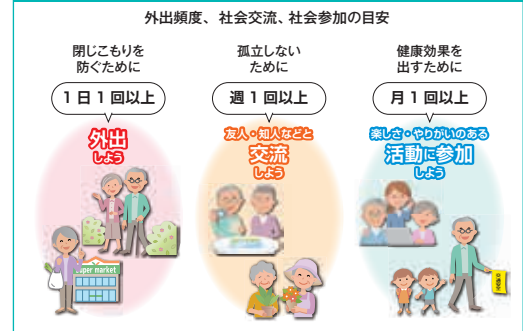 外出頻度、社会交流、社会参加の目安
閉じこもりを
防ぐために
1日1回以上
外出
しよう
super market
孤立しない
ために
週1回以上
友人・知人などと
交流
しよう
健康効果を
出すために
月1回以上
楽しさ・やりがいのある
活動に参加
しよう